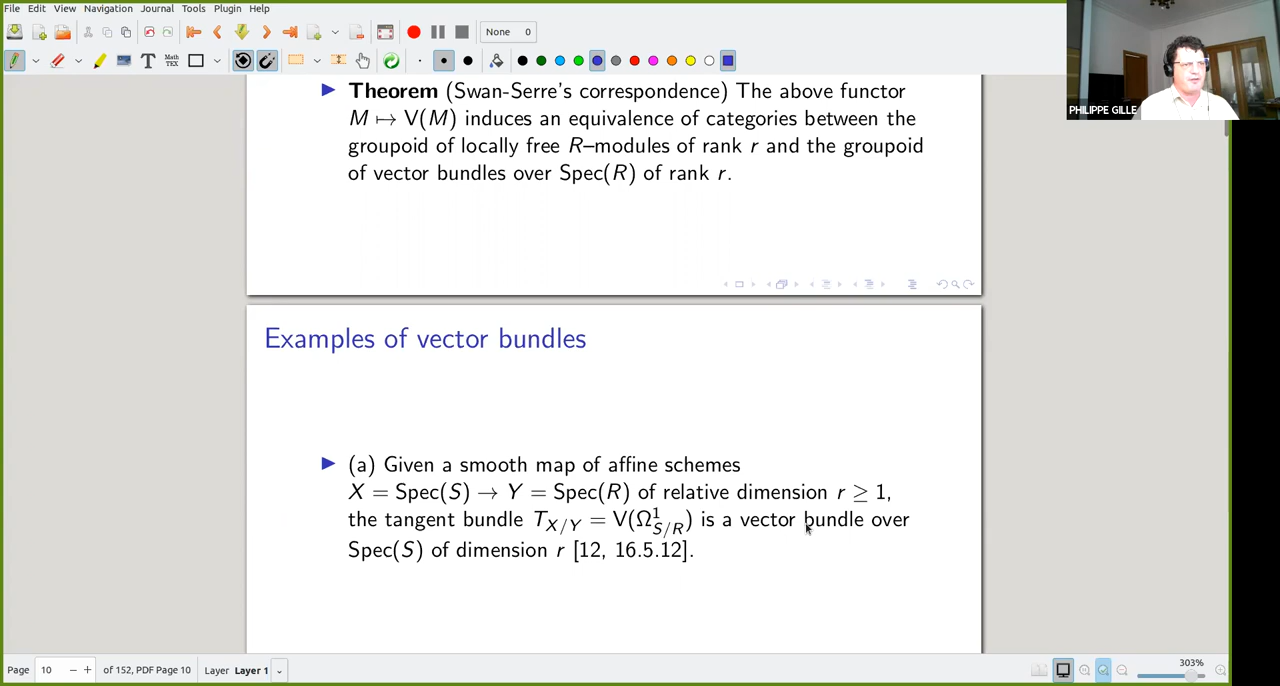 File Edit View Navigation Journal Tools Plugin Help
None 0
T Math TEX
PHILIPPE GILLE
▶ Theorem (Swan-Serre's correspondence) The above functor
M ↦ V(M) induces an equivalence of categories between the
groupoid of locally free R–modules of rank r and the groupoid
of vector bundles over Spec(R) of rank r.
Examples of vector bundles
▶ (a) Given a smooth map of affine schemes
X = Spec(S) → Y = Spec(R) of relative dimension r ≥ 1,
the tangent bundle T_{X/Y} = V(Ω^1_{S/R}) is a vector bundle over
Spec(S) of dimension r [12, 16.5.12].
Page 10 − + of 152, PDF Page 10 Layer Layer 1 303%